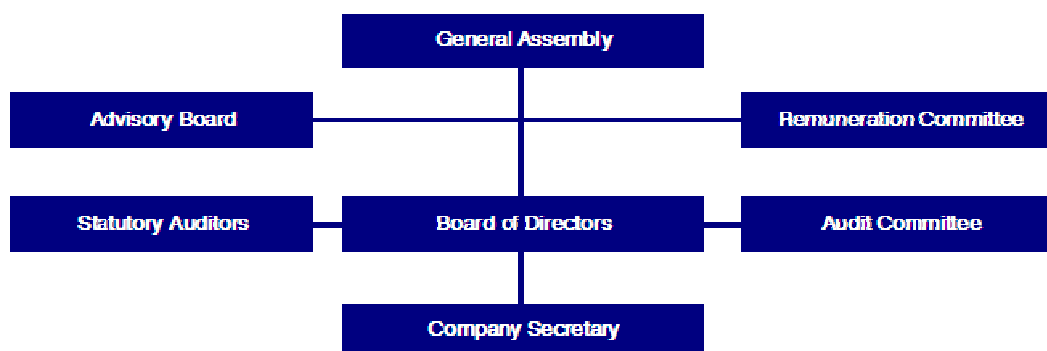 General Assembly
Advisory Board
Remuneration Committee
Statutory Auditors
Board of Directors
Audit Committee
Company Secretary